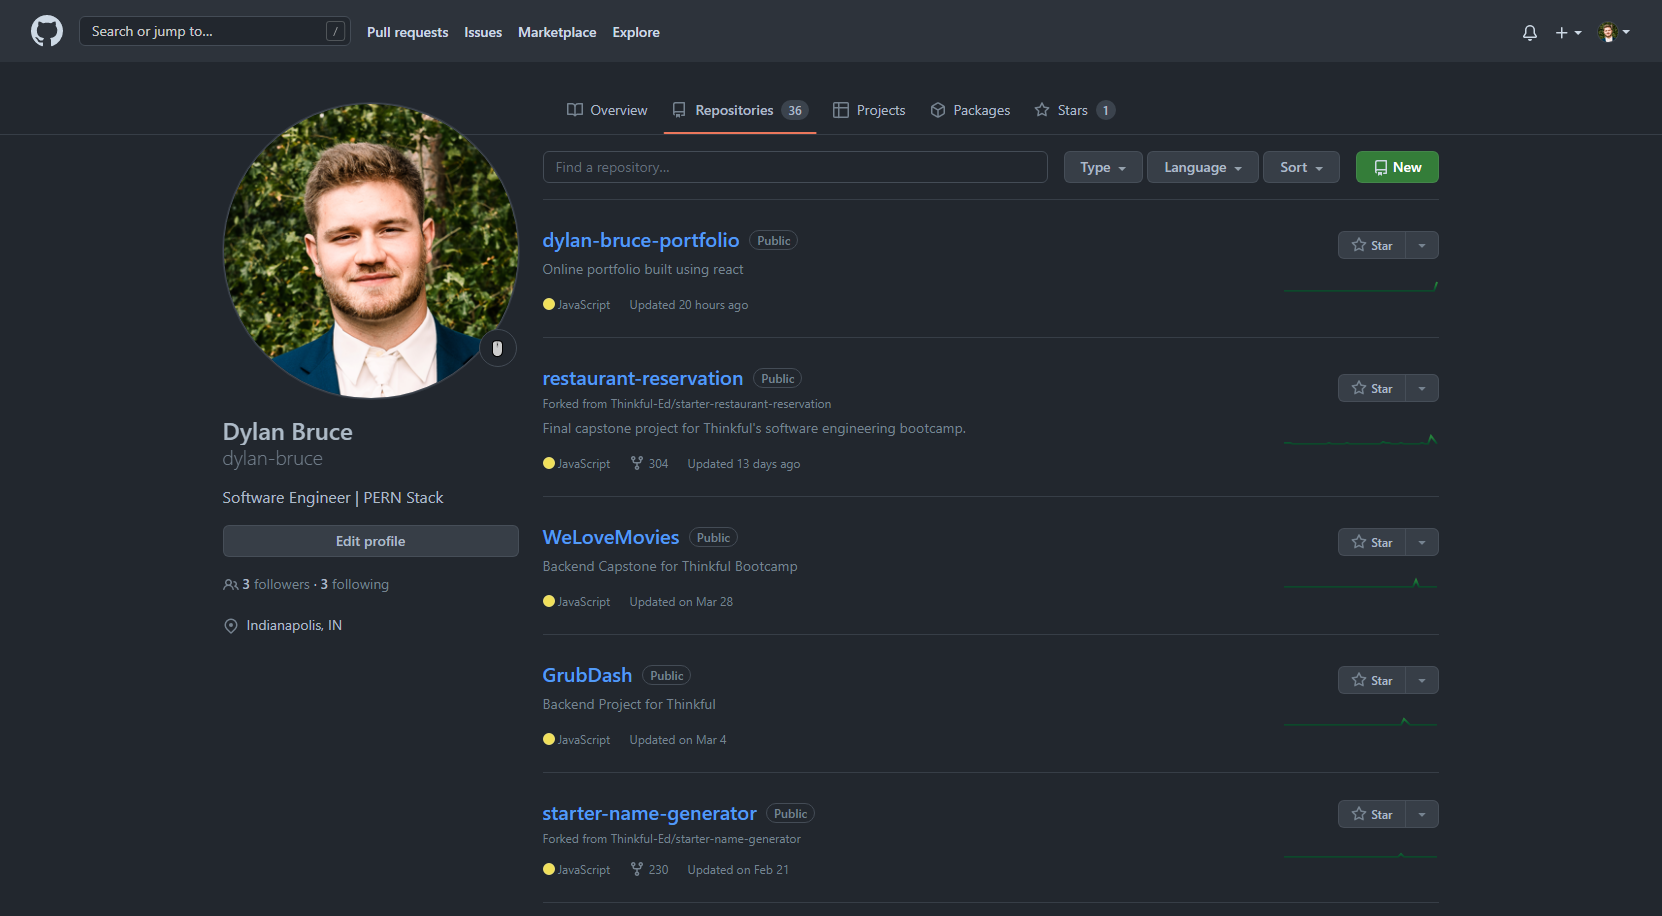 Search or jump to... /
Pull requests Issues Marketplace Explore
Overview Repositories 36 Projects Packages Stars 1
Find a repository...
Type Language Sort New
Dylan Bruce
dylan-bruce
Software Engineer | PERN Stack
Edit profile
3 followers · 3 following
Indianapolis, IN
dylan-bruce-portfolio Public
Star
Online portfolio built using react
JavaScript Updated 20 hours ago
restaurant-reservation Public
Star
Forked from Thinkful-Ed/starter-restaurant-reservation
Final capstone project for Thinkful's software engineering bootcamp.
JavaScript 304 Updated 13 days ago
WeLoveMovies Public
Star
Backend Capstone for Thinkful Bootcamp
JavaScript Updated on Mar 28
GrubDash Public
Star
Backend Project for Thinkful
JavaScript Updated on Mar 4
starter-name-generator Public
Star
Forked from Thinkful-Ed/starter-name-generator
JavaScript 230 Updated on Feb 21